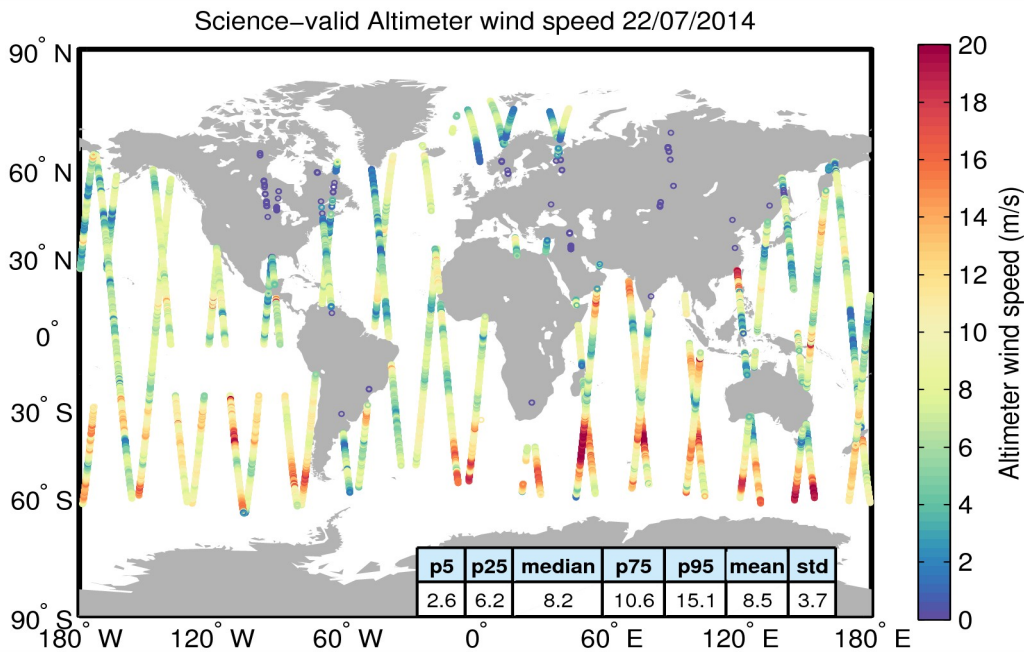 Science−valid Altimeter wind speed 22/07/2014
90° N
60° N
30° N
0°
30° S
60° S
90° S
180° W
120° W
60° W
0°
60° E
120° E
180° E
p5 p25 median p75 p95 mean std
2.6 6.2 8.2 10.6 15.1 8.5 3.7
20
18
16
14
12
10
8
6
4
2
0
Altimeter wind speed (m/s)